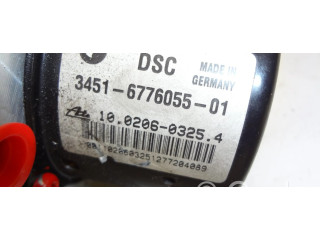 DSC
MADE IN
GERMANY
3451-6776055-01
10.0206-0325.4